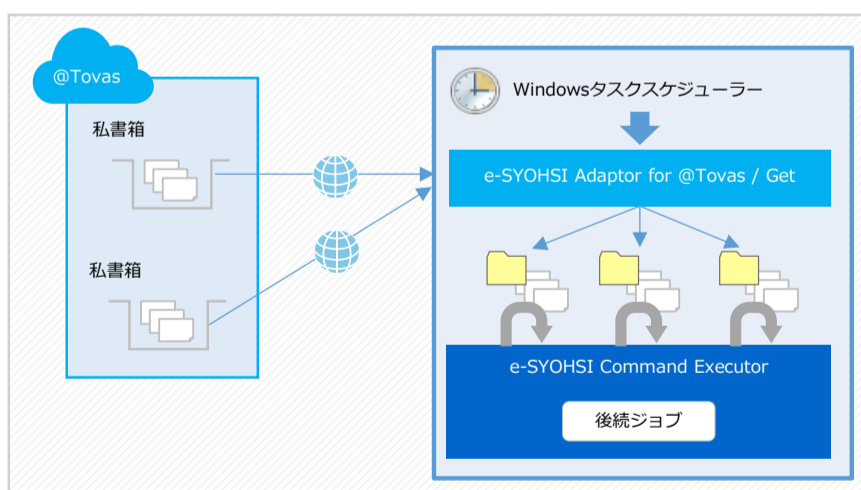 @Tovas
私書箱
私書箱
Windowsタスクスケジューラー
e-SYOHSI Adaptor for @Tovas / Get
e-SYOHSI Command Executor
後続ジョブ